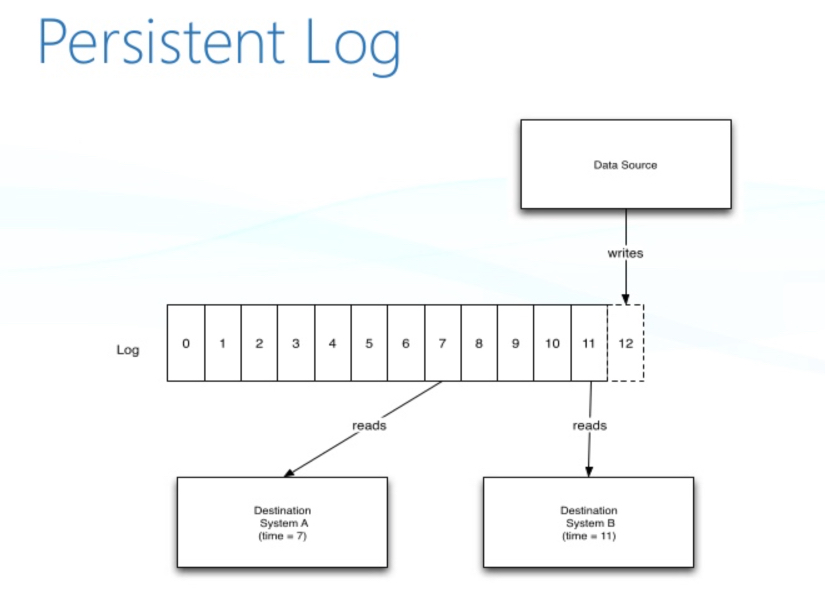 Persistent Log
Data Source
writes
Log
0 1 2 3 4 5 6 7 8 9 10 11 12
reads
reads
Destination
System A
(time = 7)
Destination
System B
(time = 11)